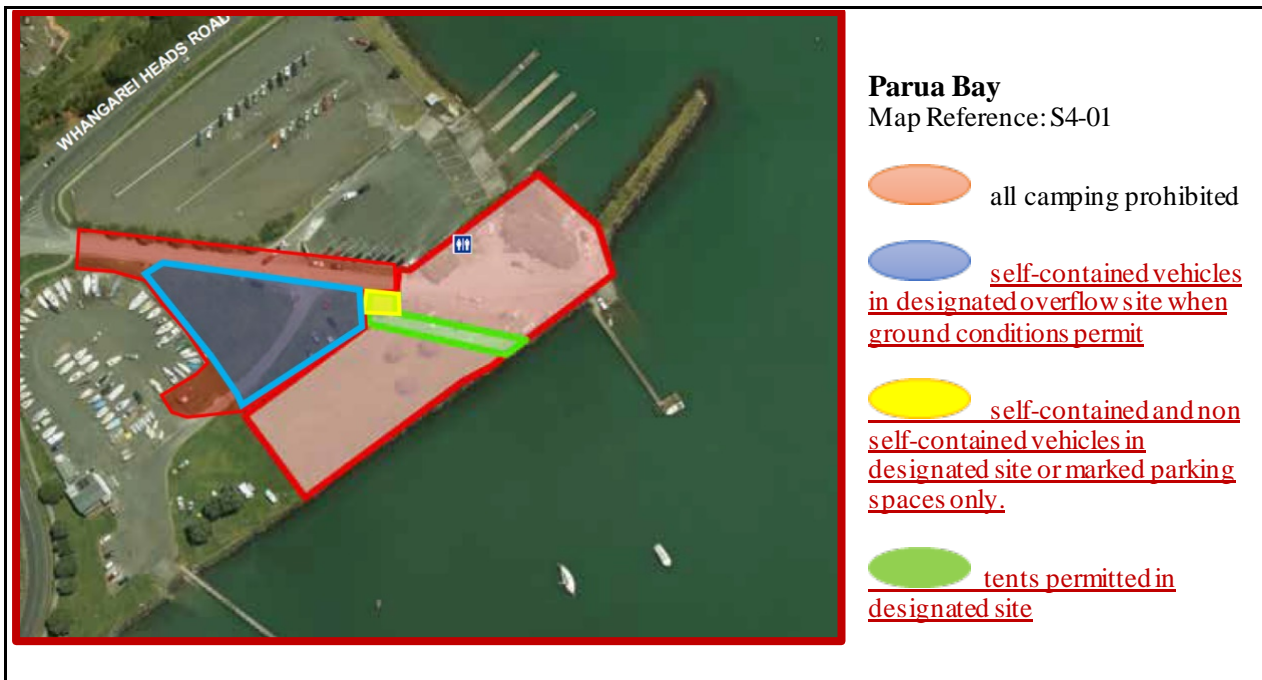 WHANGAREI HEADS ROAD
Parua Bay
Map Reference: S4-01
all camping prohibited
self-contained vehicles
in designated overflow site when
ground conditions permit
self-contained and non
self-contained vehicles in
designated site or marked parking
spaces only.
tents permitted in
designated site